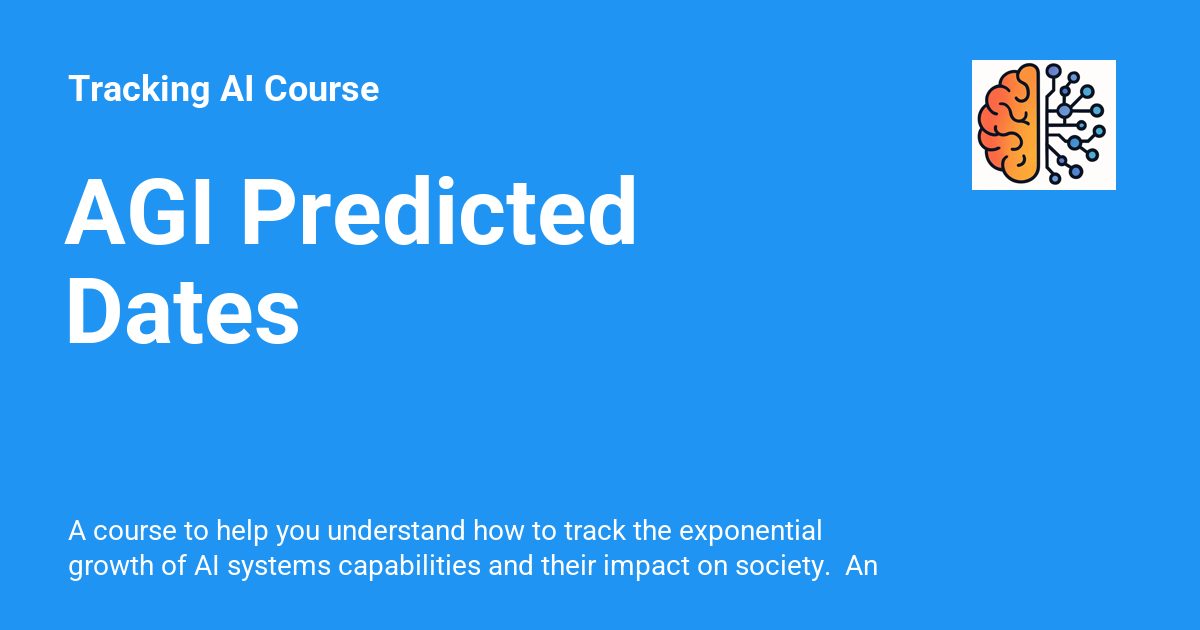 Tracking AI Course
AGI Predicted
Dates
A course to help you understand how to track the exponential
growth of AI systems capabilities and their impact on society.  An